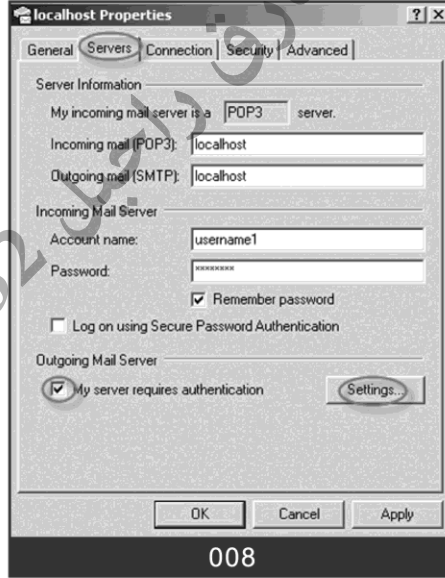 localhost Properties
General Servers Connection Security Advanced
Server Information
My incoming mail server is a POP3 server.
Incoming mail (POP3): localhost
Outgoing mail (SMTP): localhost
Incoming Mail Server
Account name: username1
Password: ××××××××
Remember password
Log on using Secure Password Authentication
Outgoing Mail Server
My server requires authentication Settings...
OK Cancel Apply
008